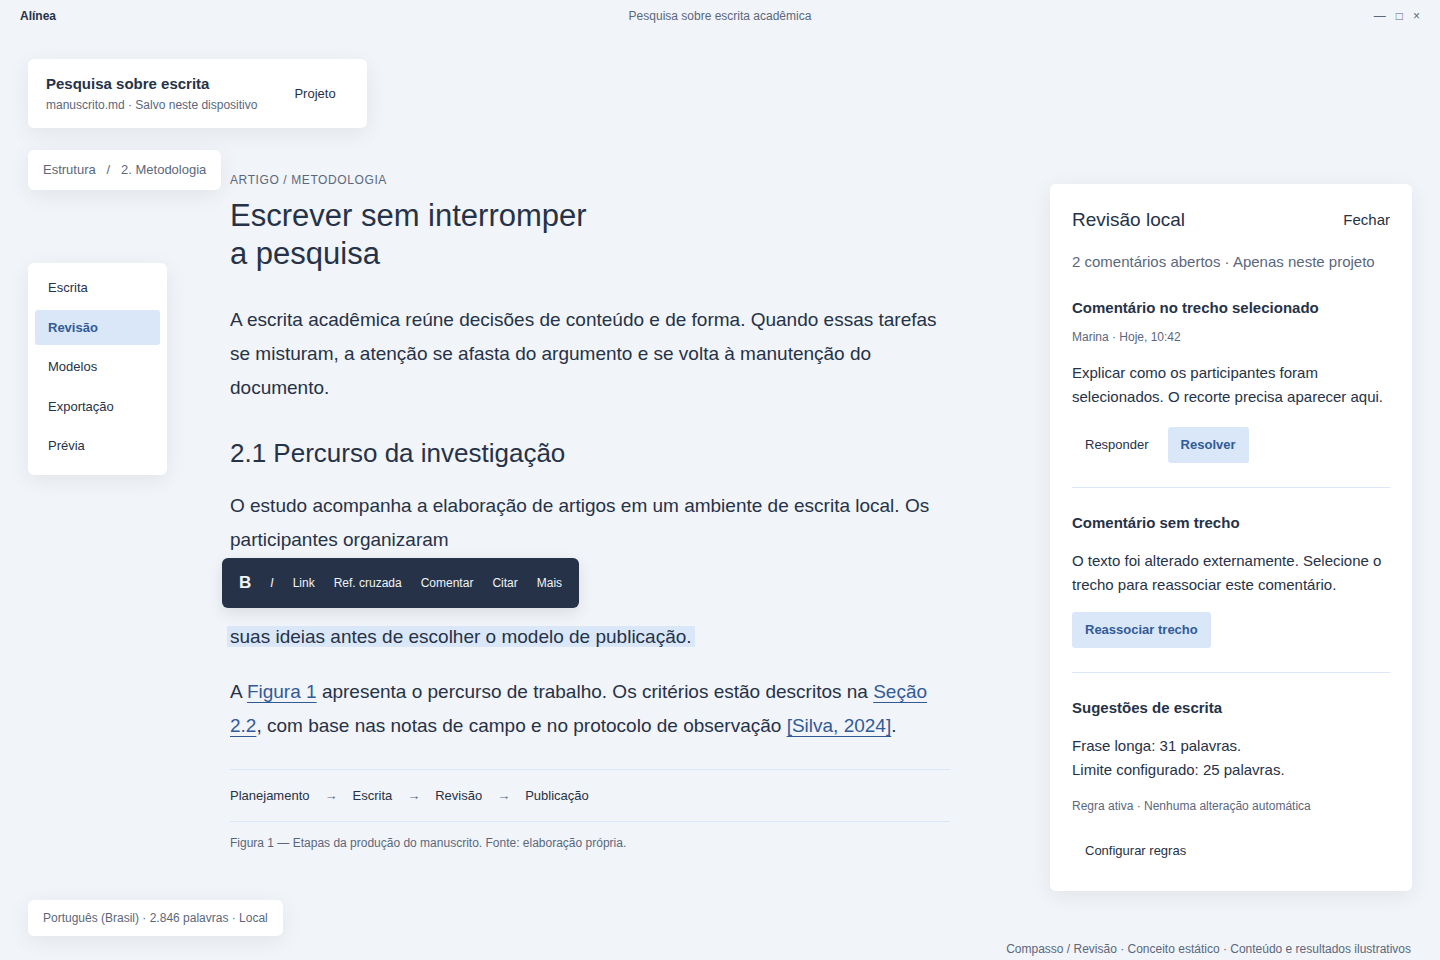 Alínea
Pesquisa sobre escrita acadêmica
— □ ×
Pesquisa sobre escrita
manuscrito.md · Salvo neste dispositivo
Projeto
Estrutura / 2. Metodologia
Escrita
Revisão
Modelos
Exportação
Prévia
ARTIGO / METODOLOGIA
Escrever sem interromper
a pesquisa
A escrita acadêmica reúne decisões de conteúdo e de forma. Quando essas tarefas
se misturam, a atenção se afasta do argumento e se volta à manutenção do
documento.
2.1 Percurso da investigação
O estudo acompanha a elaboração de artigos em um ambiente de escrita local. Os
participantes organizaram
B I Link Ref. cruzada Comentar Citar Mais
suas ideias antes de escolher o modelo de publicação.
A Figura 1 apresenta o percurso de trabalho. Os critérios estão descritos na Seção
2.2, com base nas notas de campo e no protocolo de observação [Silva, 2024].
Planejamento → Escrita → Revisão → Publicação
Figura 1 — Etapas da produção do manuscrito. Fonte: elaboração própria.
Revisão local
Fechar
2 comentários abertos · Apenas neste projeto
Comentário no trecho selecionado
Marina · Hoje, 10:42
Explicar como os participantes foram
selecionados. O recorte precisa aparecer aqui.
Responder Resolver
Comentário sem trecho
O texto foi alterado externamente. Selecione o
trecho para reassociar este comentário.
Reassociar trecho
Sugestões de escrita
Frase longa: 31 palavras.
Limite configurado: 25 palavras.
Regra ativa · Nenhuma alteração automática
Configurar regras
Português (Brasil) · 2.846 palavras · Local
Compasso / Revisão · Conceito estático · Conteúdo e resultados ilustrativos